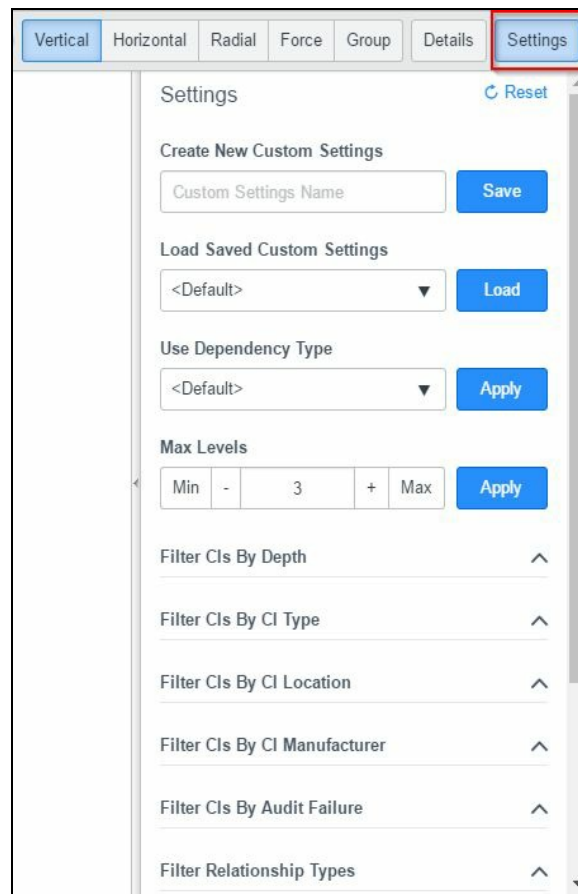 Vertical Horizontal Radial Force Group Details Settings
Settings Reset
Create New Custom Settings
Custom Settings Name Save
Load Saved Custom Settings
<Default> Load
Use Dependency Type
<Default> Apply
Max Levels
Min - 3 + Max Apply
Filter CIs By Depth
Filter CIs By CI Type
Filter CIs By CI Location
Filter CIs By CI Manufacturer
Filter CIs By Audit Failure
Filter Relationship Types